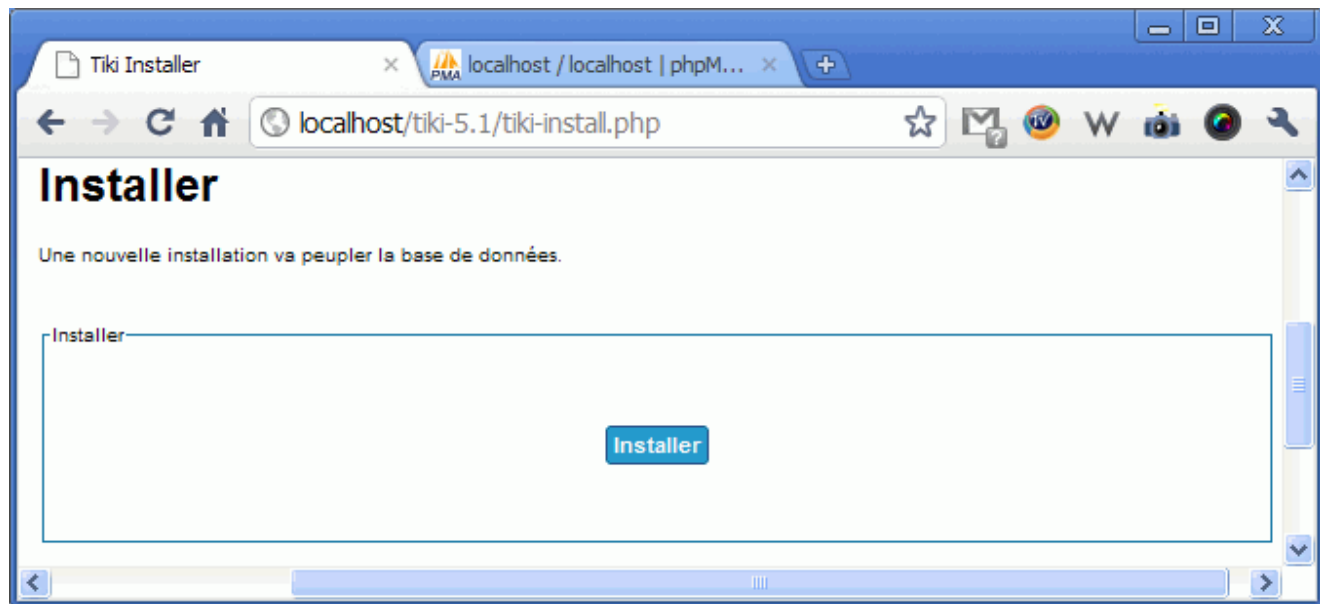 Tiki Installer
PMA localhost / localhost | phpM...
localhost/tiki-5.1/tiki-install.php
W
Installer
Une nouvelle installation va peupler la base de données.
Installer
Installer